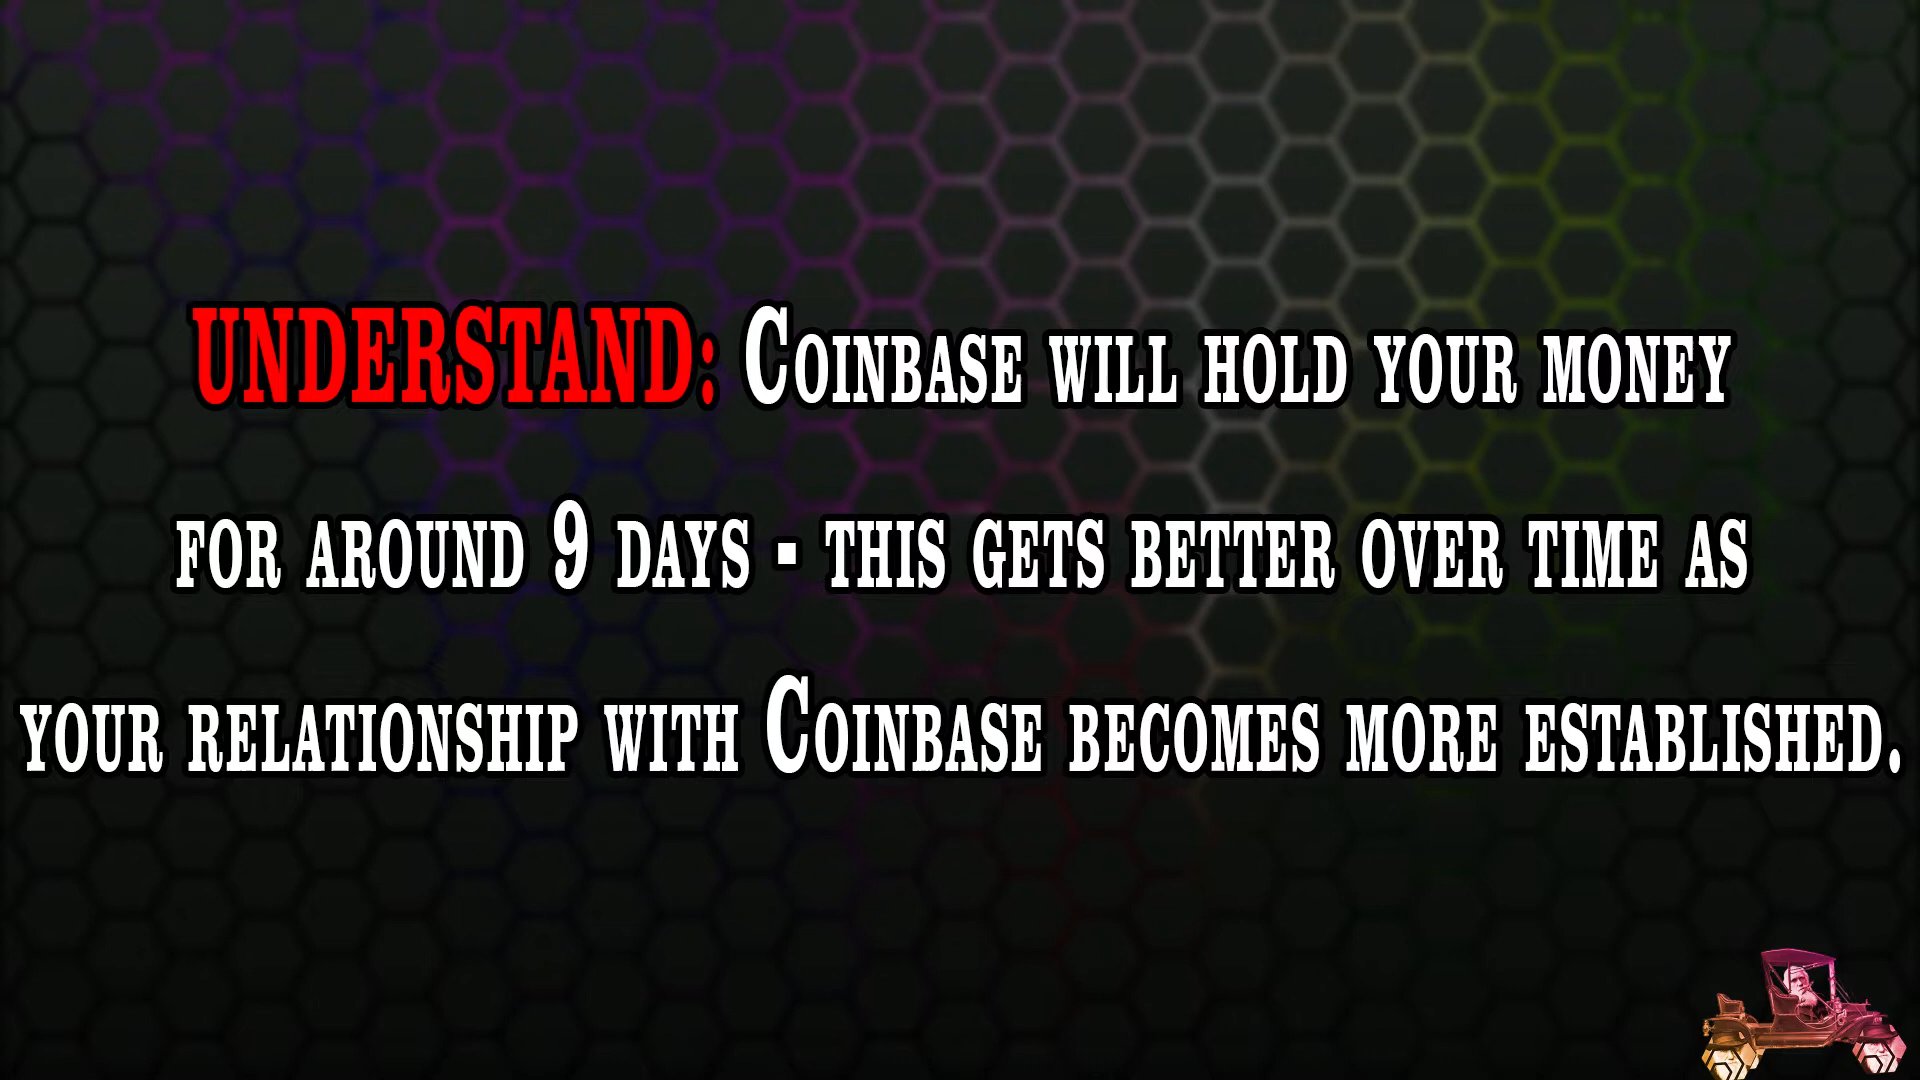 UNDERSTAND: Coinbase will hold your money
for around 9 days - this gets better over time as
your relationship with Coinbase becomes more established.